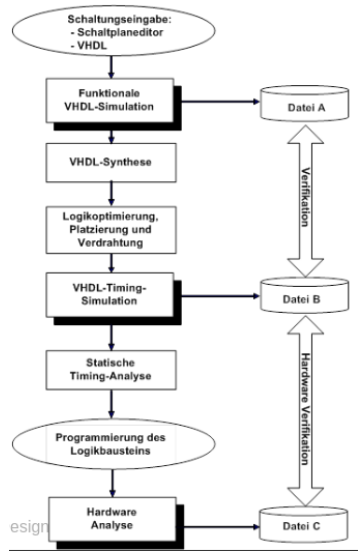 Schaltungseingabe:
- Schaltplaneditor
- VHDL
Funktionale
VHDL-Simulation
Datei A
VHDL-Synthese
Verifikation
Logikoptimierung,
Platzierung und
Verdrahtung
VHDL-Timing-
Simulation
Datei B
Statische
Timing-Analyse
Hardware Verifikation
Programmierung des
Logikbausteins
Hardware
Analyse
Datei C
esign